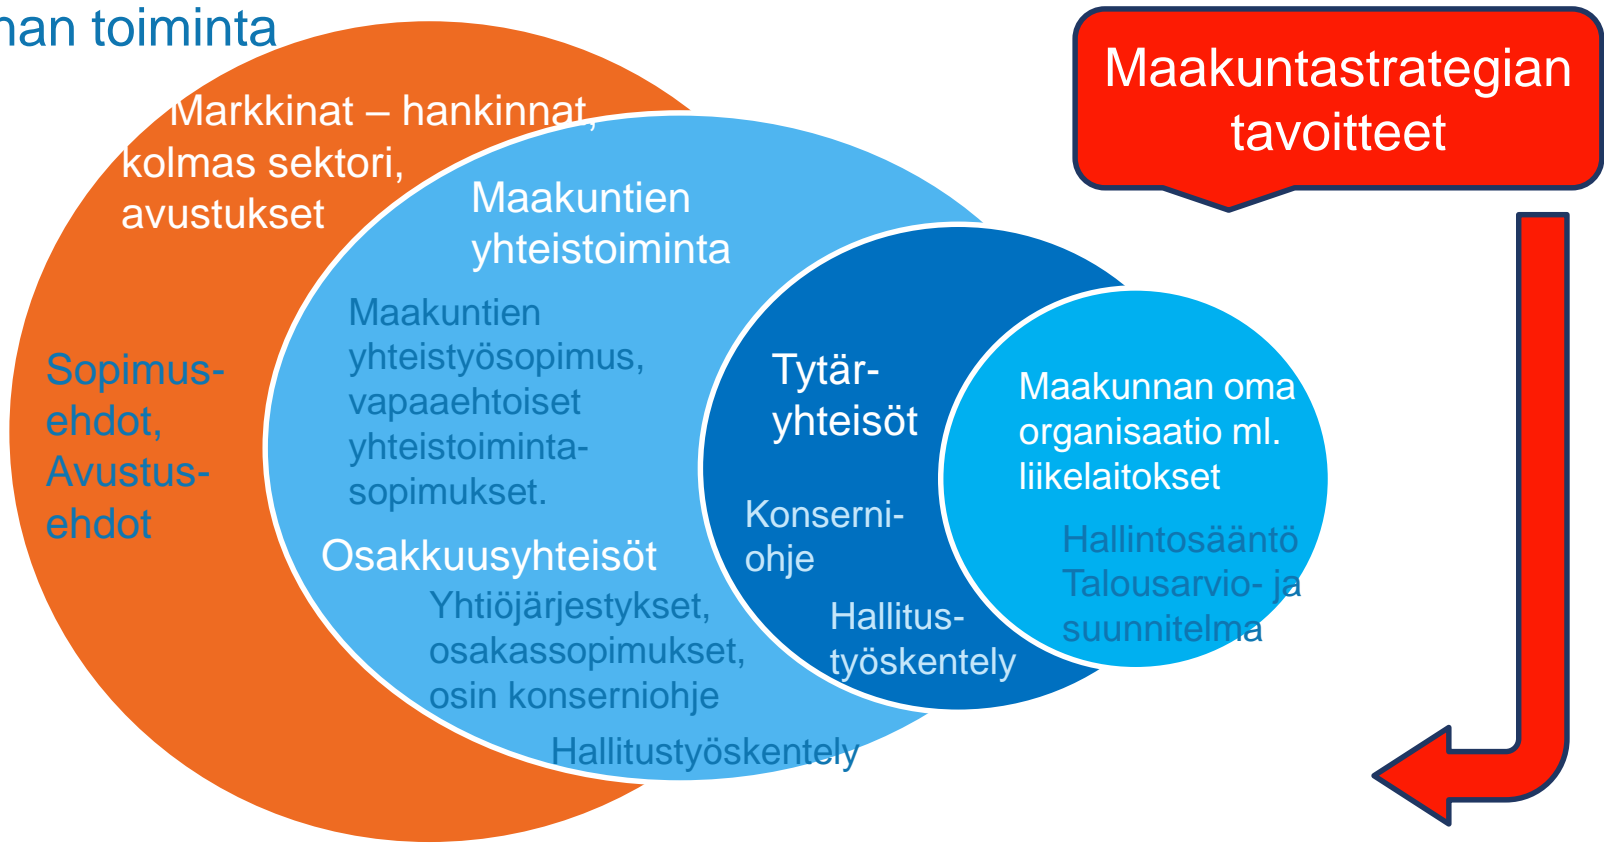 nan toiminta
Maakuntastrategian
tavoitteet
Markkinat – hankinnat,
kolmas sektori,
avustukset
Sopimus-
ehdot,
Avustus-
ehdot
Maakuntien
yhteistoiminta
Maakuntien
yhteistyösopimus,
vapaaehtoiset
yhteistoiminta-
sopimukset.
Osakkuusyhteisöt
Yhtiöjärjestykset,
osakassopimukset,
osin konserniohje
Hallitustyöskentely
Tytär-
yhteisöt
Konserni-
ohje
Hallitus-
työskentely
Maakunnan oma
organisaatio ml.
liikelaitokset
Hallintosääntö
Talousarvio- ja
suunnitelma